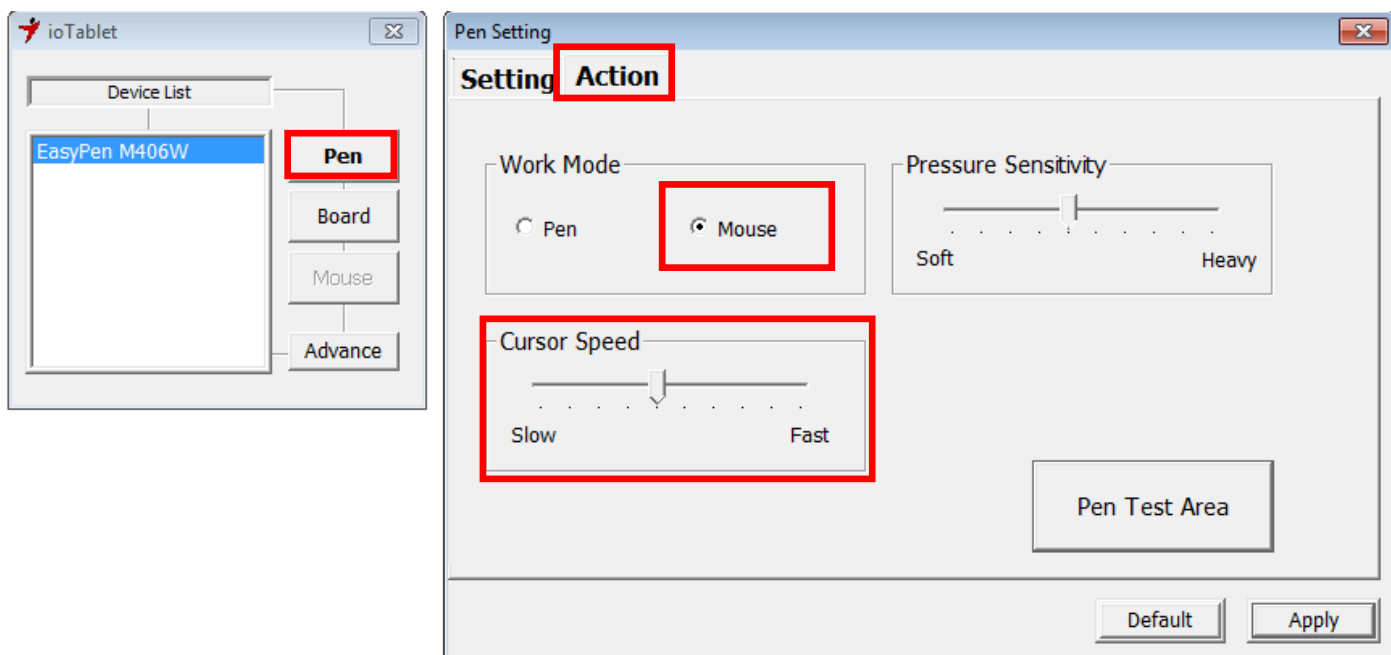 ioTablet
Device List
EasyPen M406W
Pen
Board
Mouse
Advance
Pen Setting
Setting Action
Work Mode
Pen Mouse
Pressure Sensitivity
Soft Heavy
Cursor Speed
Slow Fast
Pen Test Area
Default Apply